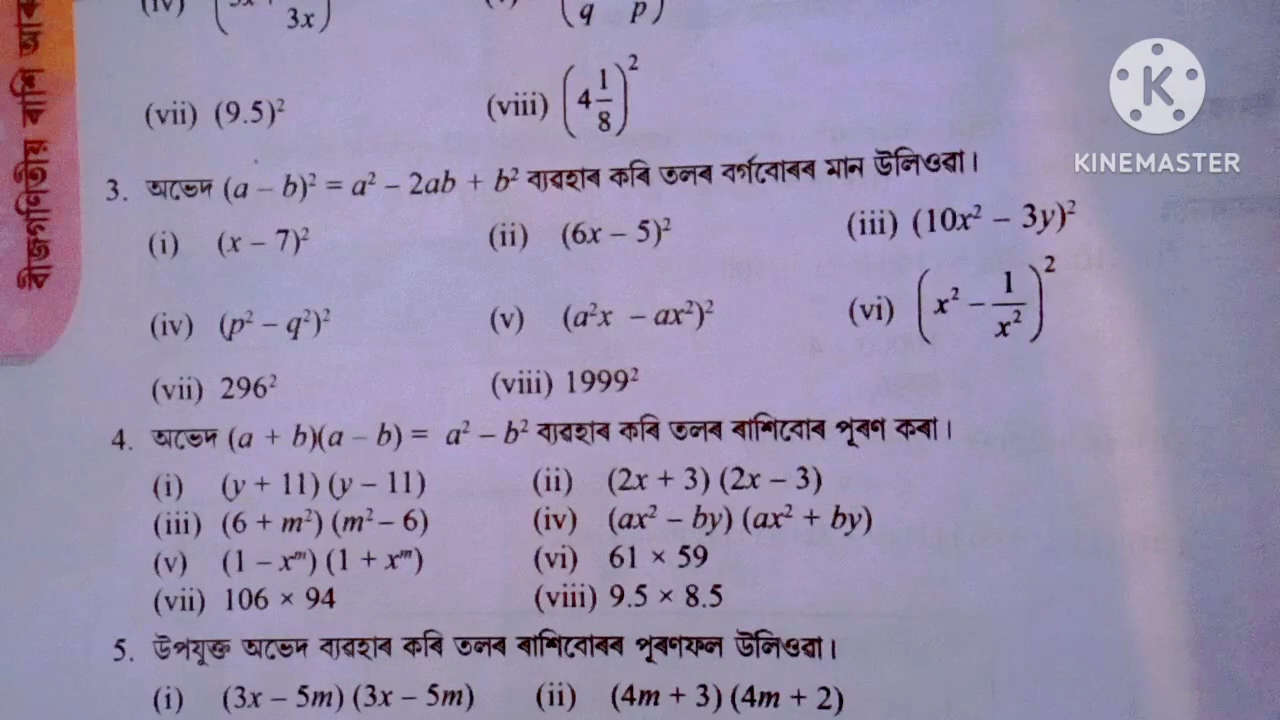 বীজগণিতীয় ৰাশি আৰু
(iv) 3x
q p
(vii) (9.5)² (viii) (4 1/8)²
KINEMASTER
3. অভেদ (a – b)² = a² – 2ab + b² ব্যৱহাৰ কৰি তলৰ বৰ্গবোৰৰ মান উলিওৱা।
(i) (x – 7)² (ii) (6x – 5)² (iii) (10x² – 3y)²
(iv) (p² – q²)² (v) (a²x – ax²)² (vi) (x² – 1/x²)²
(vii) 296² (viii) 1999²
4. অভেদ (a + b)(a – b) = a² – b² ব্যৱহাৰ কৰি তলৰ ৰাশিবোৰ পূৰণ কৰা।
(i) (y + 11) (y – 11) (ii) (2x + 3) (2x – 3)
(iii) (6 + m²) (m² – 6) (iv) (ax² – by) (ax² + by)
(v) (1 – xᵐ) (1 + xᵐ) (vi) 61 × 59
(vii) 106 × 94 (viii) 9.5 × 8.5
5. উপযুক্ত অভেদ ব্যৱহাৰ কৰি তলৰ ৰাশিবোৰৰ পূৰণফল উলিওৱা।
(i) (3x – 5m) (3x – 5m) (ii) (4m + 3) (4m + 2)